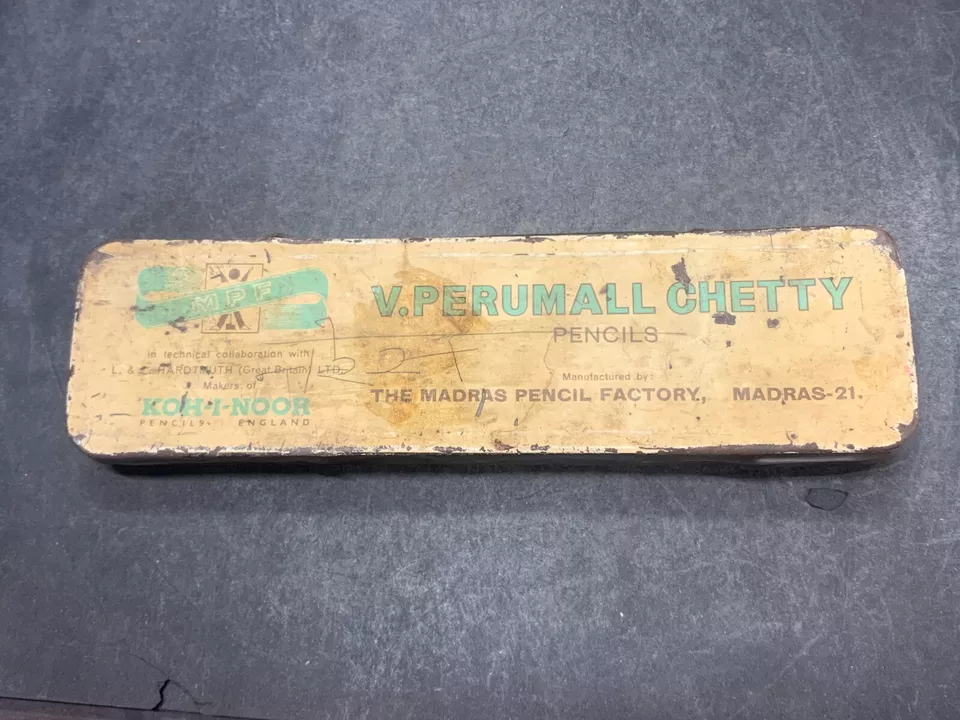 MPF
In technical collaboration with
L. & C. HARDTMUTH (Great Britain) LTD.
Makers of
KOH-I-NOOR
PENCILS. ENGLAND
V.PERUMALL CHETTY
PENCILS
Manufactured by:
THE MADRAS PENCIL FACTORY, MADRAS-21.